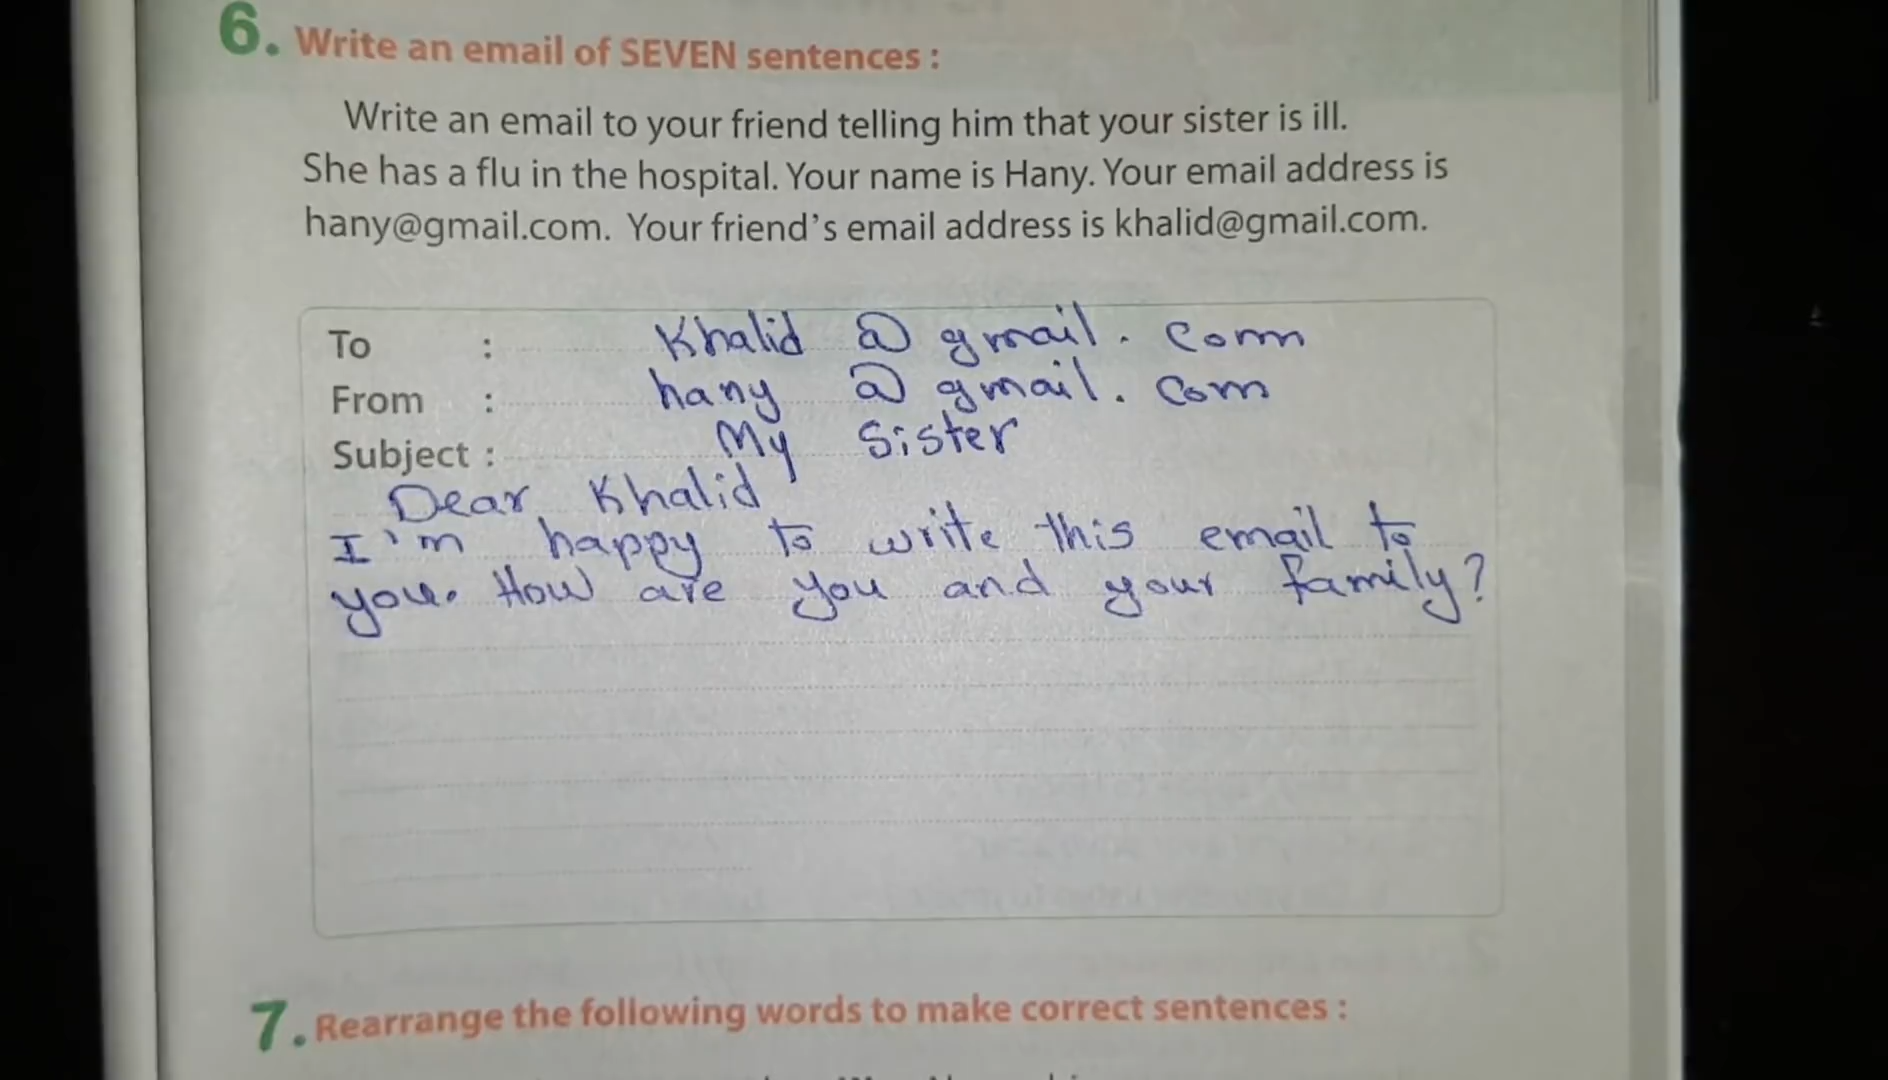 6. Write an email of SEVEN sentences :
Write an email to your friend telling him that your sister is ill.
She has a flu in the hospital. Your name is Hany. Your email address is
hany@gmail.com. Your friend's email address is khalid@gmail.com.
To : Khalid @ gmail. com
From : hany @ gmail. com
Subject : My Sister
Dear Khalid
I'm happy to write this email to
you. How are you and your family?
7. Rearrange the following words to make correct sentences :